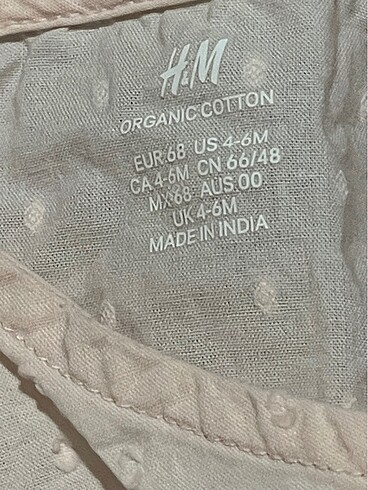 H&M
ORGANIC COTTON
EUR 68 US 4-6M
CA 4-6M CN 66/48
MX 68 AUS 00
UK 4-6M
MADE IN INDIA